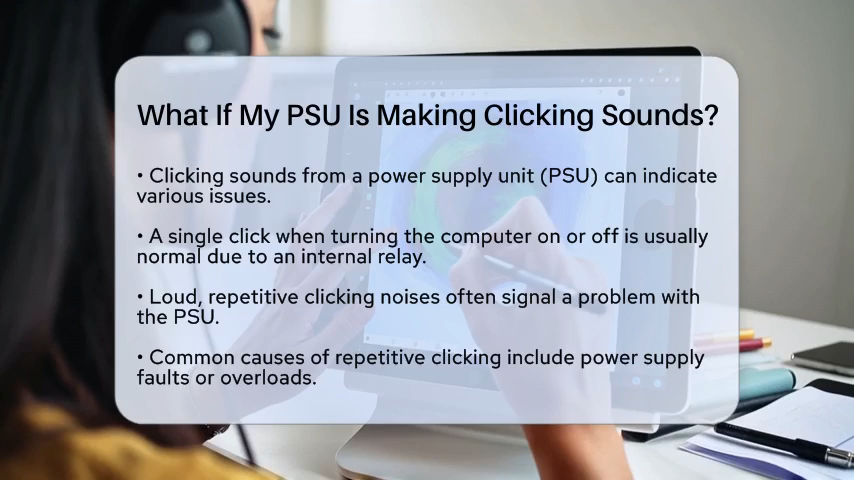 What If My PSU Is Making Clicking Sounds?
• Clicking sounds from a power supply unit (PSU) can indicate
various issues.
• A single click when turning the computer on or off is usually
normal due to an internal relay.
• Loud, repetitive clicking noises often signal a problem with
the PSU.
• Common causes of repetitive clicking include power supply
faults or overloads.